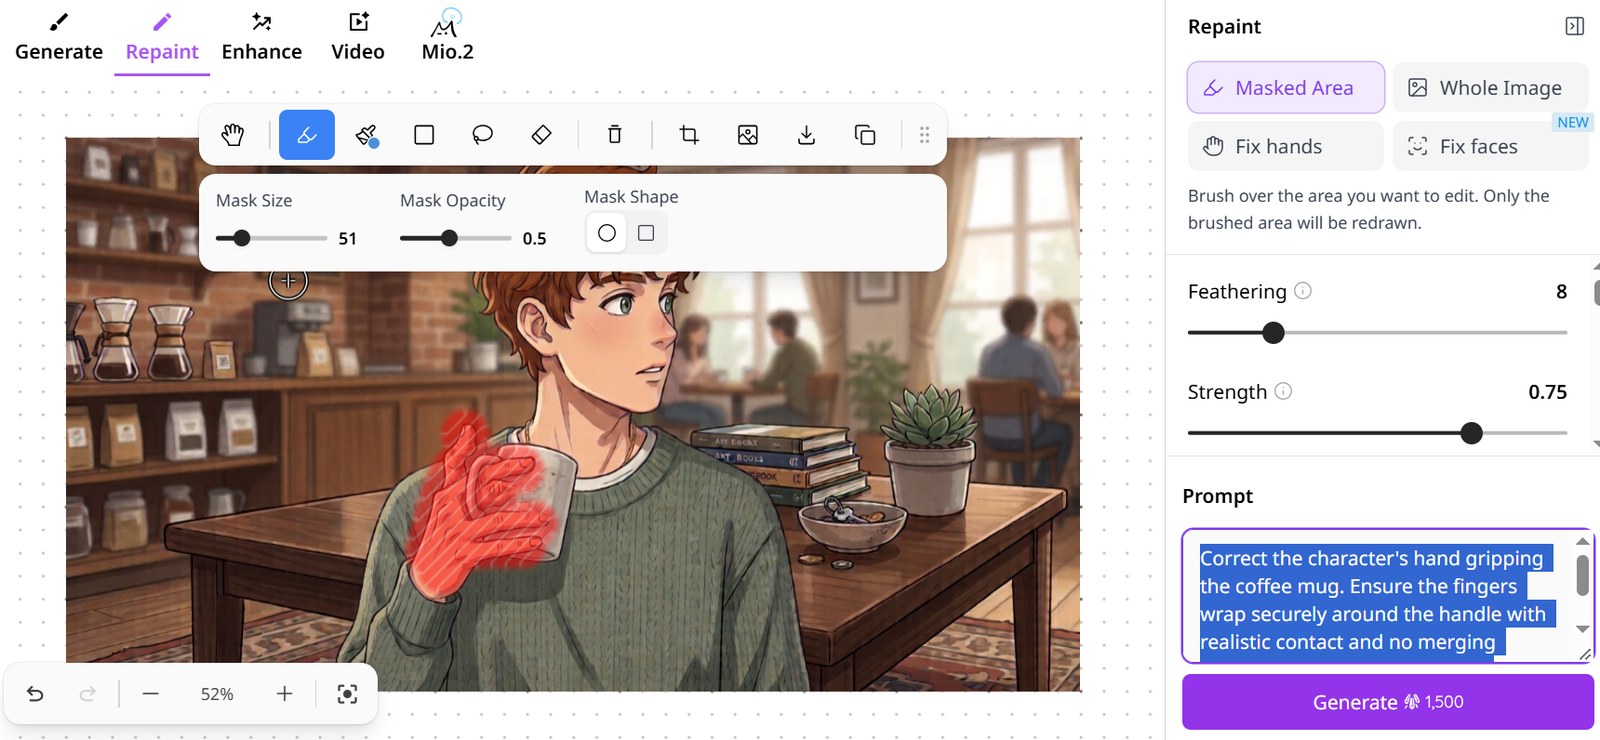 Generate
Repaint
Enhance
Video
Mio.2
Mask Size
51
Mask Opacity
0.5
Mask Shape
ART BOOKS
52%
Repaint
Masked Area
Whole Image
NEW
Fix hands
Fix faces
Brush over the area you want to edit. Only the
brushed area will be redrawn.
Feathering
8
Strength
0.75
Prompt
Correct the character's hand gripping
the coffee mug. Ensure the fingers
wrap securely around the handle with
realistic contact and no merging
Generate 1,500